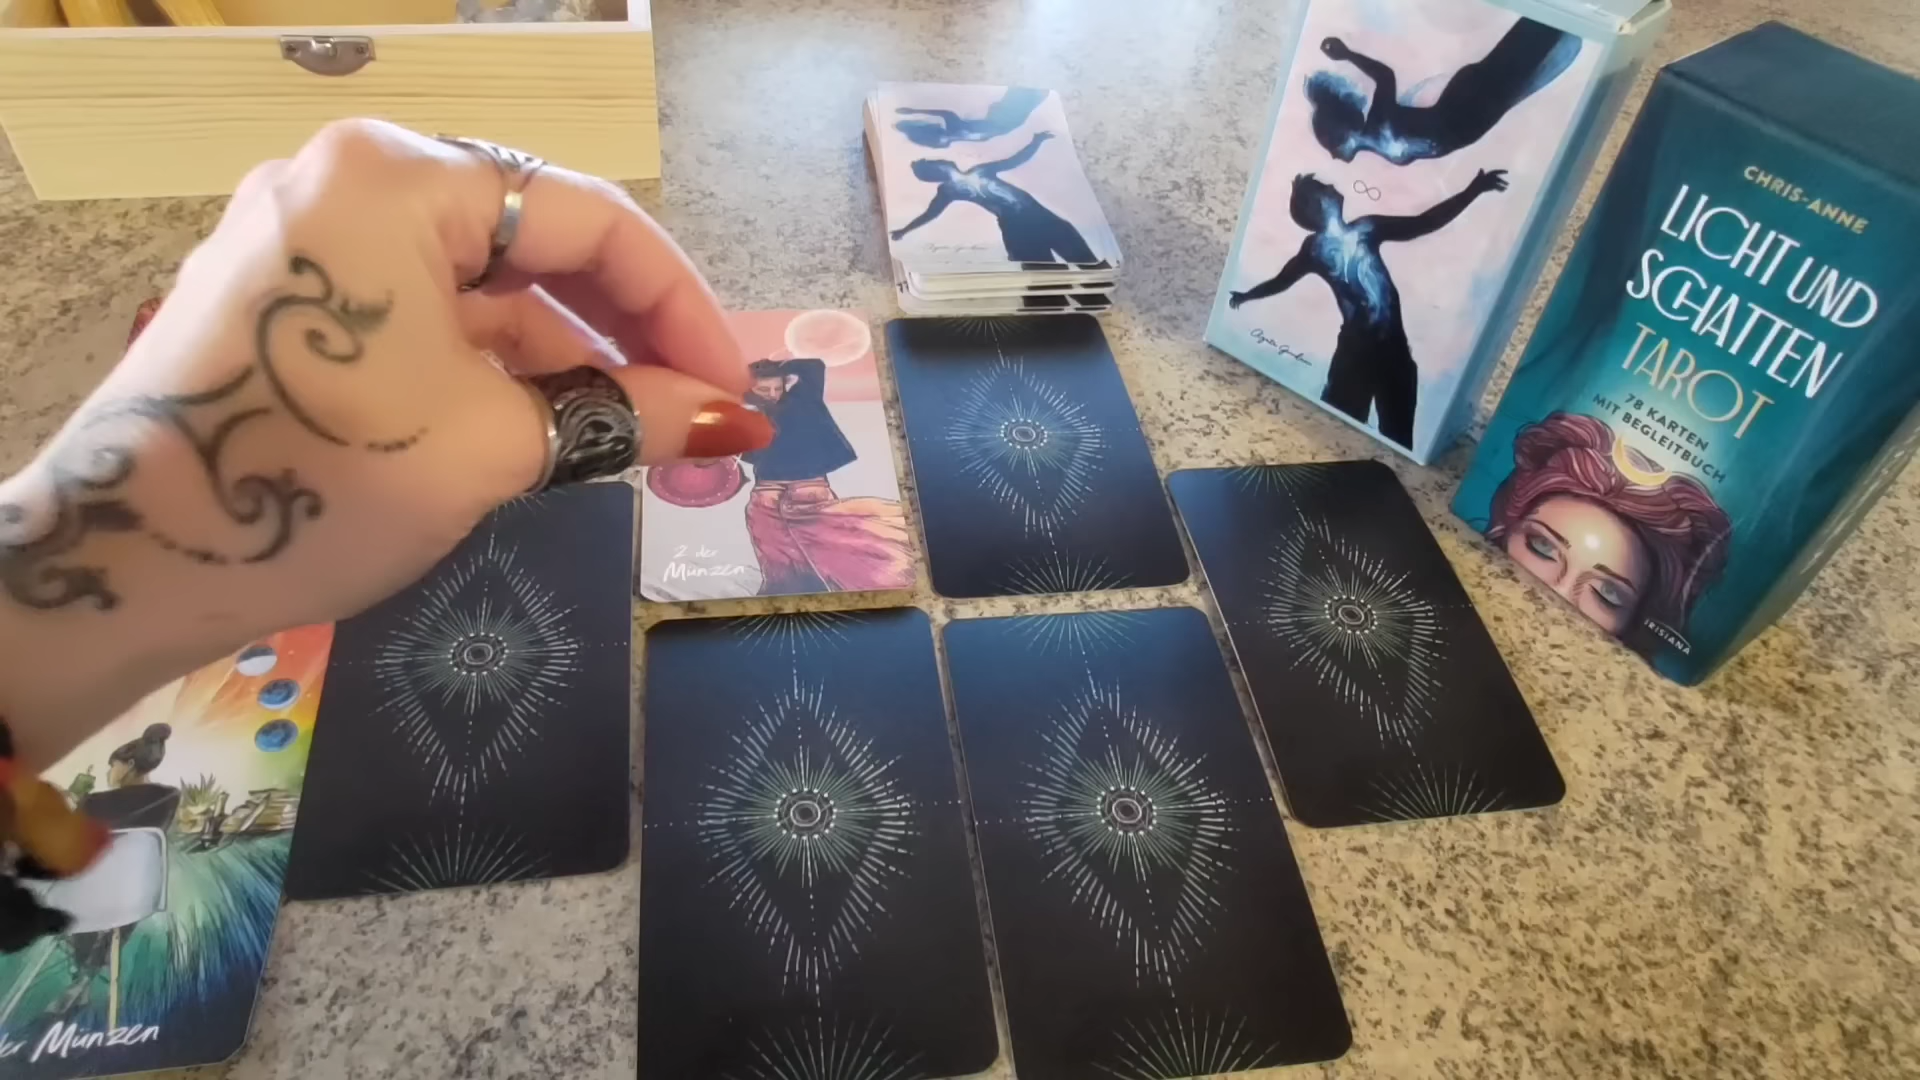 CHRIS-ANNE
LICHT UND
SCHATTEN
TAROT
78 KARTEN
MIT BEGLEITBUCH
IRISIANA
2 der
Münzen
der Münzen